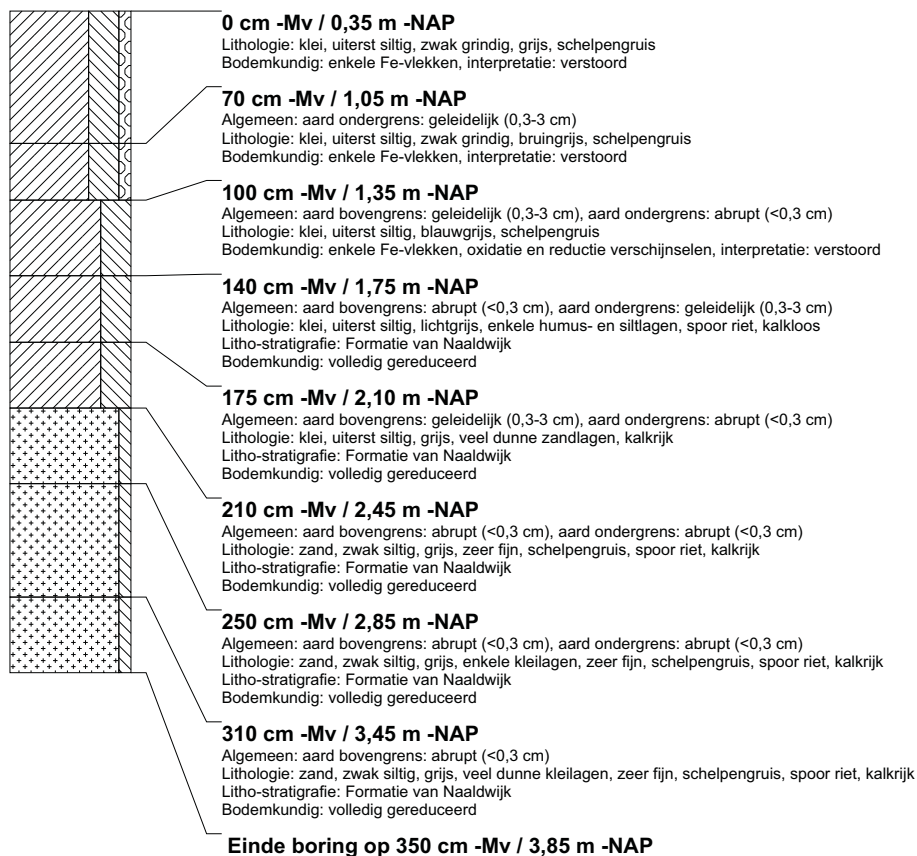 0 cm -Mv / 0,35 m -NAP
Lithologie: klei, uiterst siltig, zwak grindig, grijs, schelpengruis
Bodemkundig: enkele Fe-vlekken, interpretatie: verstoord
70 cm -Mv / 1,05 m -NAP
Algemeen: aard ondergrens: geleidelijk (0,3-3 cm)
Lithologie: klei, uiterst siltig, zwak grindig, bruingrijs, schelpengruis
Bodemkundig: enkele Fe-vlekken, interpretatie: verstoord
100 cm -Mv / 1,35 m -NAP
Algemeen: aard bovengrens: geleidelijk (0,3-3 cm), aard ondergrens: abrupt (<0,3 cm)
Lithologie: klei, uiterst siltig, blauwgrijs, schelpengruis
Bodemkundig: enkele Fe-vlekken, oxidatie en reductie verschijnselen, interpretatie: verstoord
140 cm -Mv / 1,75 m -NAP
Algemeen: aard bovengrens: abrupt (<0,3 cm), aard ondergrens: geleidelijk (0,3-3 cm)
Lithologie: klei, uiterst siltig, lichtgrijs, enkele humus- en siltlagen, spoor riet, kalkloos
Litho-stratigrafie: Formatie van Naaldwijk
Bodemkundig: volledig gereduceerd
175 cm -Mv / 2,10 m -NAP
Algemeen: aard bovengrens: geleidelijk (0,3-3 cm), aard ondergrens: abrupt (<0,3 cm)
Lithologie: klei, uiterst siltig, grijs, veel dunne zandlagen, kalkrijk
Litho-stratigrafie: Formatie van Naaldwijk
Bodemkundig: volledig gereduceerd
210 cm -Mv / 2,45 m -NAP
Algemeen: aard bovengrens: abrupt (<0,3 cm), aard ondergrens: abrupt (<0,3 cm)
Lithologie: zand, zwak siltig, grijs, zeer fijn, schelpengruis, spoor riet, kalkrijk
Litho-stratigrafie: Formatie van Naaldwijk
Bodemkundig: volledig gereduceerd
250 cm -Mv / 2,85 m -NAP
Algemeen: aard bovengrens: abrupt (<0,3 cm), aard ondergrens: abrupt (<0,3 cm)
Lithologie: zand, zwak siltig, grijs, enkele kleilagen, zeer fijn, schelpengruis, spoor riet, kalkrijk
Litho-stratigrafie: Formatie van Naaldwijk
Bodemkundig: volledig gereduceerd
310 cm -Mv / 3,45 m -NAP
Algemeen: aard bovengrens: abrupt (<0,3 cm)
Lithologie: zand, zwak siltig, grijs, veel dunne kleilagen, zeer fijn, schelpengruis, spoor riet, kalkrijk
Litho-stratigrafie: Formatie van Naaldwijk
Bodemkundig: volledig gereduceerd
Einde boring op 350 cm -Mv / 3,85 m -NAP